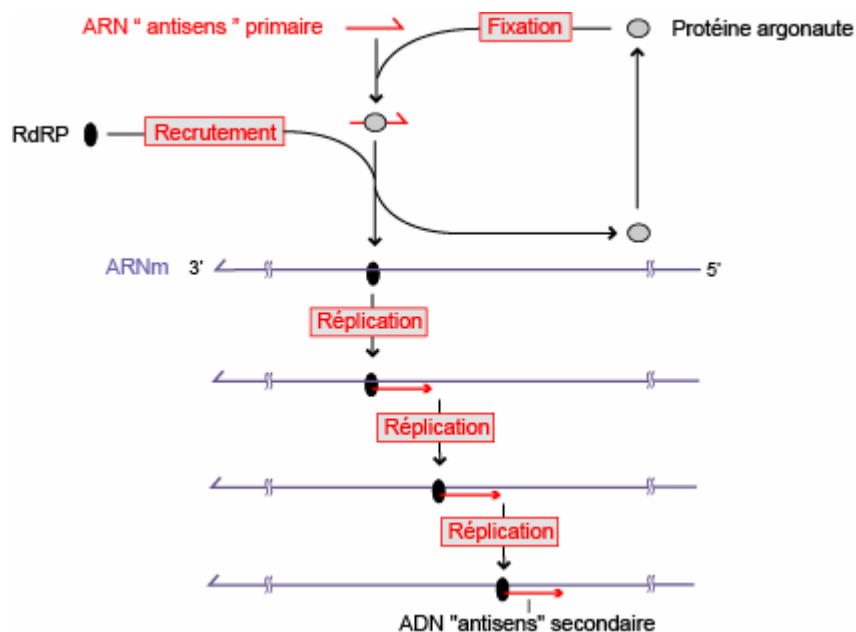 ARN " antisens " primaire
Fixation
Protéine argonaute
RdRP
Recrutement
ARNm 3' 5'
Réplication
Réplication
Réplication
ADN "antisens" secondaire